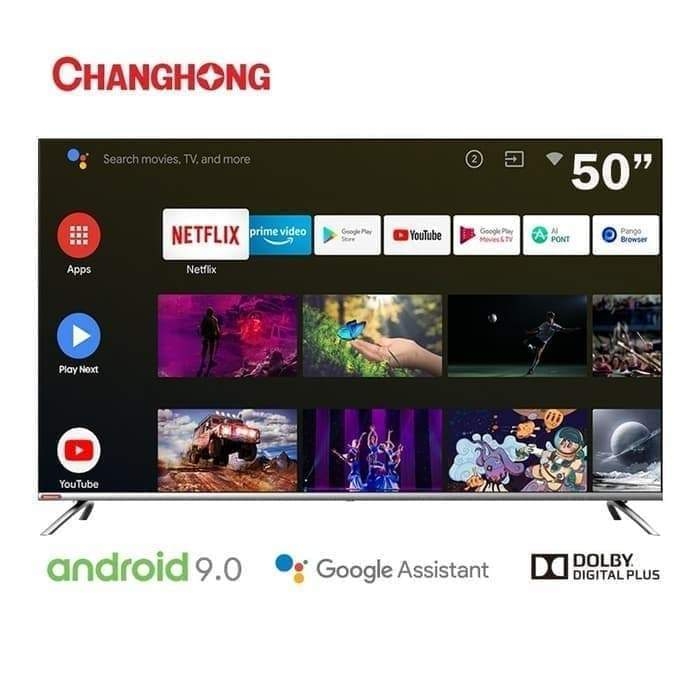 CHANGHONG
Search movies, TV, and more
2
50”
NETFLIX
prime video
Google Play
Store
YouTube
Google Play
Movies & TV
Ai
PONT
Pango
Browser
Apps
Netflix
Play Next
YouTube
android 9.0
Google Assistant
DOLBY
DIGITAL PLUS